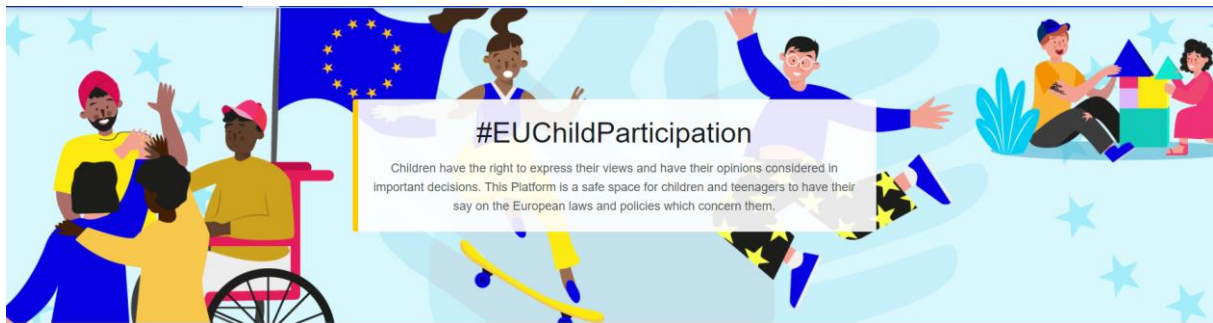 #EUChildParticipation
Children have the right to express their views and have their opinions considered in
important decisions. This Platform is a safe space for children and teenagers to have their
say on the European laws and policies which concern them.